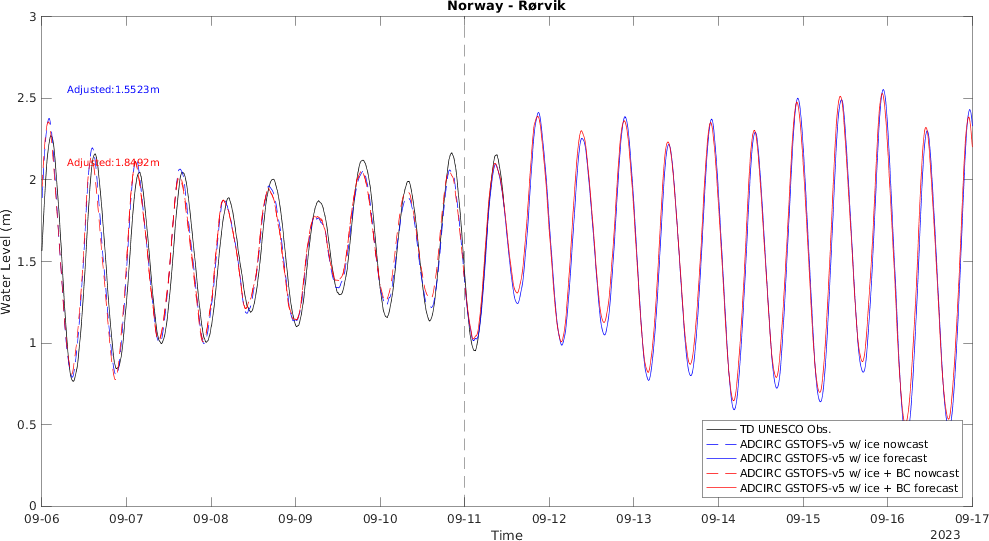 Norway - Rørvik
3
2.5
2
1.5
1
0.5
0
Water Level (m)
Adjusted:1.5523m
Adjusted:1.8492m
TD UNESCO Obs.
ADCIRC GSTOFS-v5 w/ ice nowcast
ADCIRC GSTOFS-v5 w/ ice forecast
ADCIRC GSTOFS-v5 w/ ice + BC nowcast
ADCIRC GSTOFS-v5 w/ ice + BC forecast
09-06 09-07 09-08 09-09 09-10 09-11 09-12 09-13 09-14 09-15 09-16 09-17
Time
2023